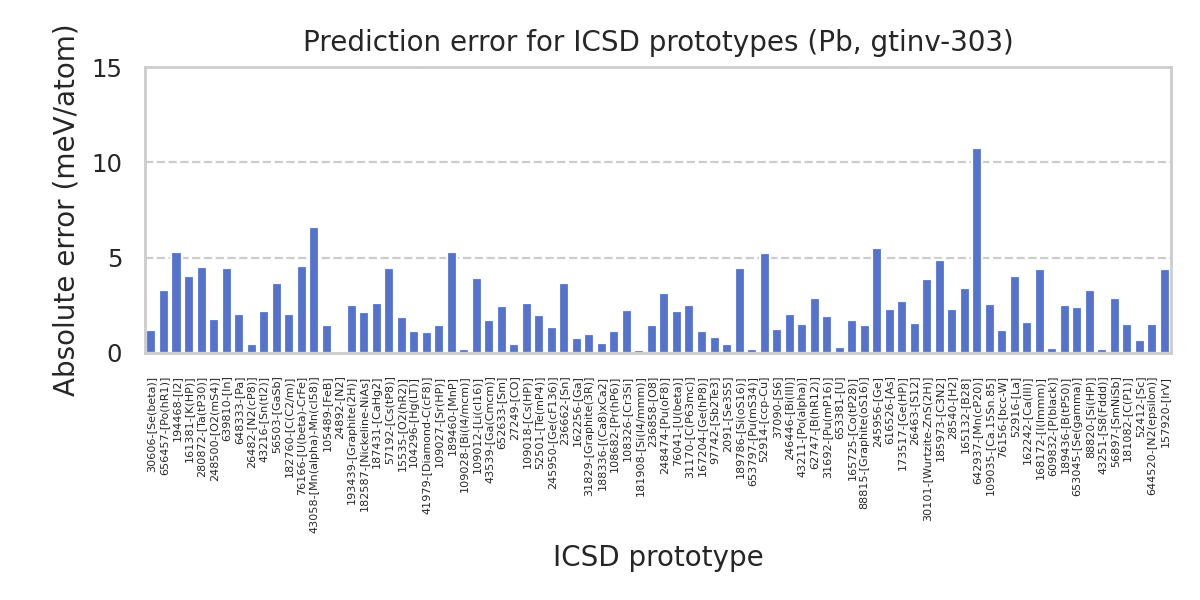 Prediction error for ICSD prototypes (Pb, gtinv-303)
Absolute error (meV/atom)
15
10
5
0
30606-[Se(beta)]
656457-[Po(hR1)]
194468-[I2]
161381-[K(HP)]
280872-[Ta(tP30)]
248500-[O2(mS4)]
639810-[In]
648333-[Pa]
26482-[N2(cP8)]
43216-[Sn(tI2)]
56503-[GaSb]
182760-[C(C2/m)]
76166-[U(beta)-CrFe]
43058-[Mn(alpha)-Mn(cI58)]
105489-[FeB]
24892-[N2]
193439-[Graphite(2H)]
182587-[Nickeline-NiAs]
187431-[CaHg2]
57192-[Cs(tP8)]
15535-[O2(hR2)]
104296-[Hg(LT)]
41979-[Diamond-C(cF8)]
109027-[Sr(HP)]
189460-[MnP]
109028-[Bi(I4/mcm)]
109012-[Li(cI16)]
43539-[Ga(Cmcm)]
652633-[Sm]
27249-[CO]
109018-[Cs(HP)]
52501-[Te(mP4)]
245950-[Ge(cF136)]
236662-[Sn]
162256-[Ga]
31829-[Graphite(3R)]
188336-[(Ca8)xCa2]
108682-[Pr(hP6)]
108326-[Cr3Si]
181908-[Si(I4/mmm)]
236858-[O8]
248474-[Pu(oF8)]
76041-[U(beta)]
31170-[C(P63mc)]
167204-[Ge(hP8)]
97742-[Sb2Te3]
2091-[Se3S5]
189786-[Si(oS16)]
653797-[Pu(mS34)]
52914-[ccp-Cu]
37090-[S6]
246446-[Bi(III)]
43211-[Po(alpha)]
62747-[B(hR12)]
31692-[Pu(mP16)]
653381-[U]
165725-[Co(tP28)]
88815-[Graphite(oS16)]
245956-[Ge]
616526-[As]
173517-[Ge(HP)]
26463-[S12]
30101-[Wurtzite-ZnS(2H)]
185973-[C3N2]
28540-[H2]
165132-[B28]
642937-[Mn(cP20)]
109035-[Ca.15Sn.85]
76156-[bcc-W]
52916-[La]
162242-[Ca(III)]
168172-[I(Immm)]
609832-[P(black)]
189436-[B(tP50)]
653045-[Se(gamma)]
88820-[Si(HP)]
43251-[S8(Fddd)]
56897-[SmNiSb]
181082-[C(P1)]
52412-[Sc]
644520-[N2(epsilon)]
157920-[IrV]
ICSD prototype